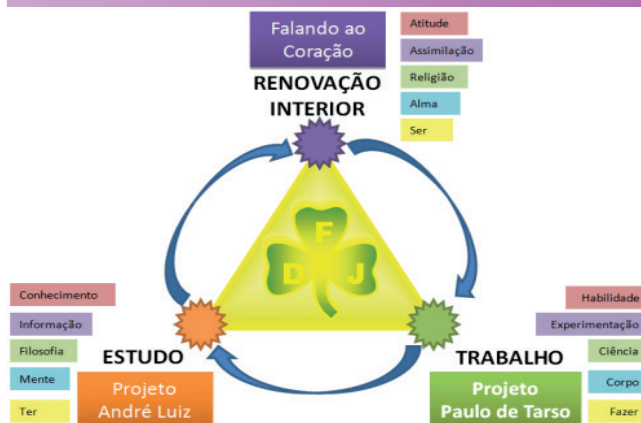 Falando ao
Coração
RENOVAÇÃO
INTERIOR
Atitude
Assimilação
Religião
Alma
Ser
F
D J
Conhecimento
Informação
Filosofia
Mente
Ter
ESTUDO
Projeto
André Luiz
Habilidade
Experimentação
Ciência
Corpo
Fazer
TRABALHO
Projeto
Paulo de Tarso